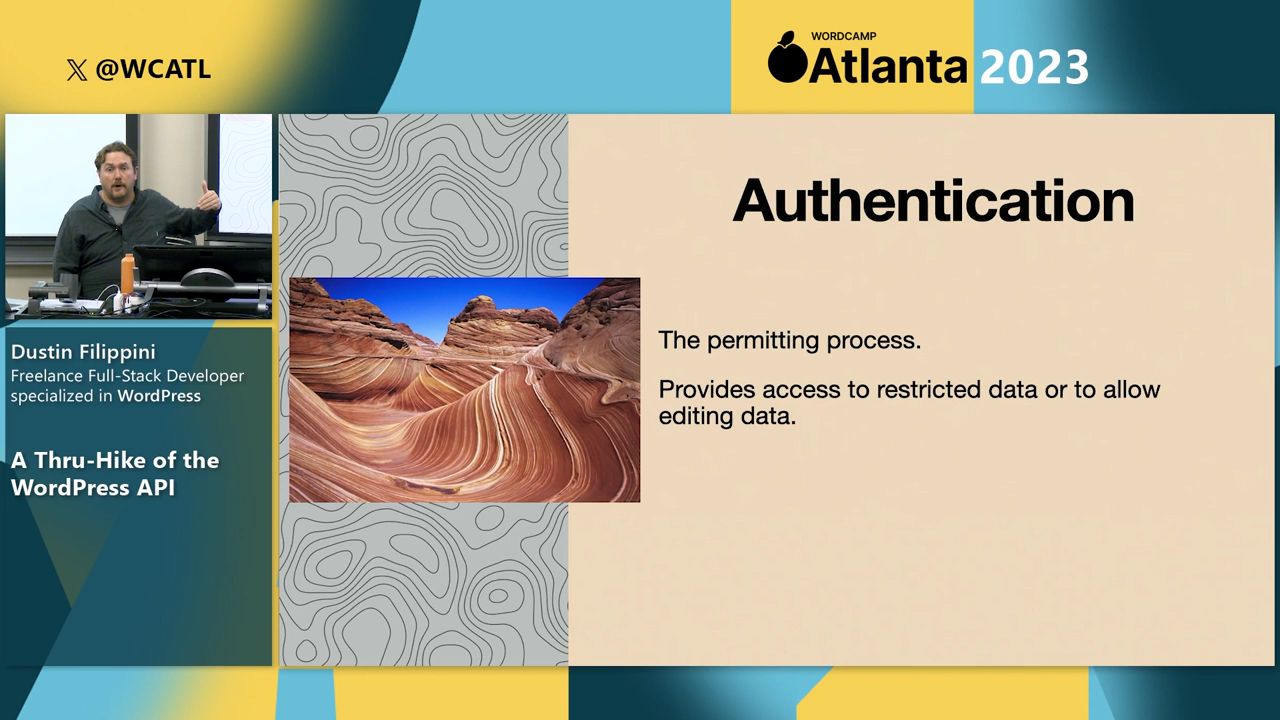 𝕏 @WCATL
WORDCAMP
Atlanta 2023
Dustin Filippini
Freelance Full-Stack Developer
specialized in WordPress
A Thru-Hike of the
WordPress API
Authentication
The permitting process.
Provides access to restricted data or to allow
editing data.